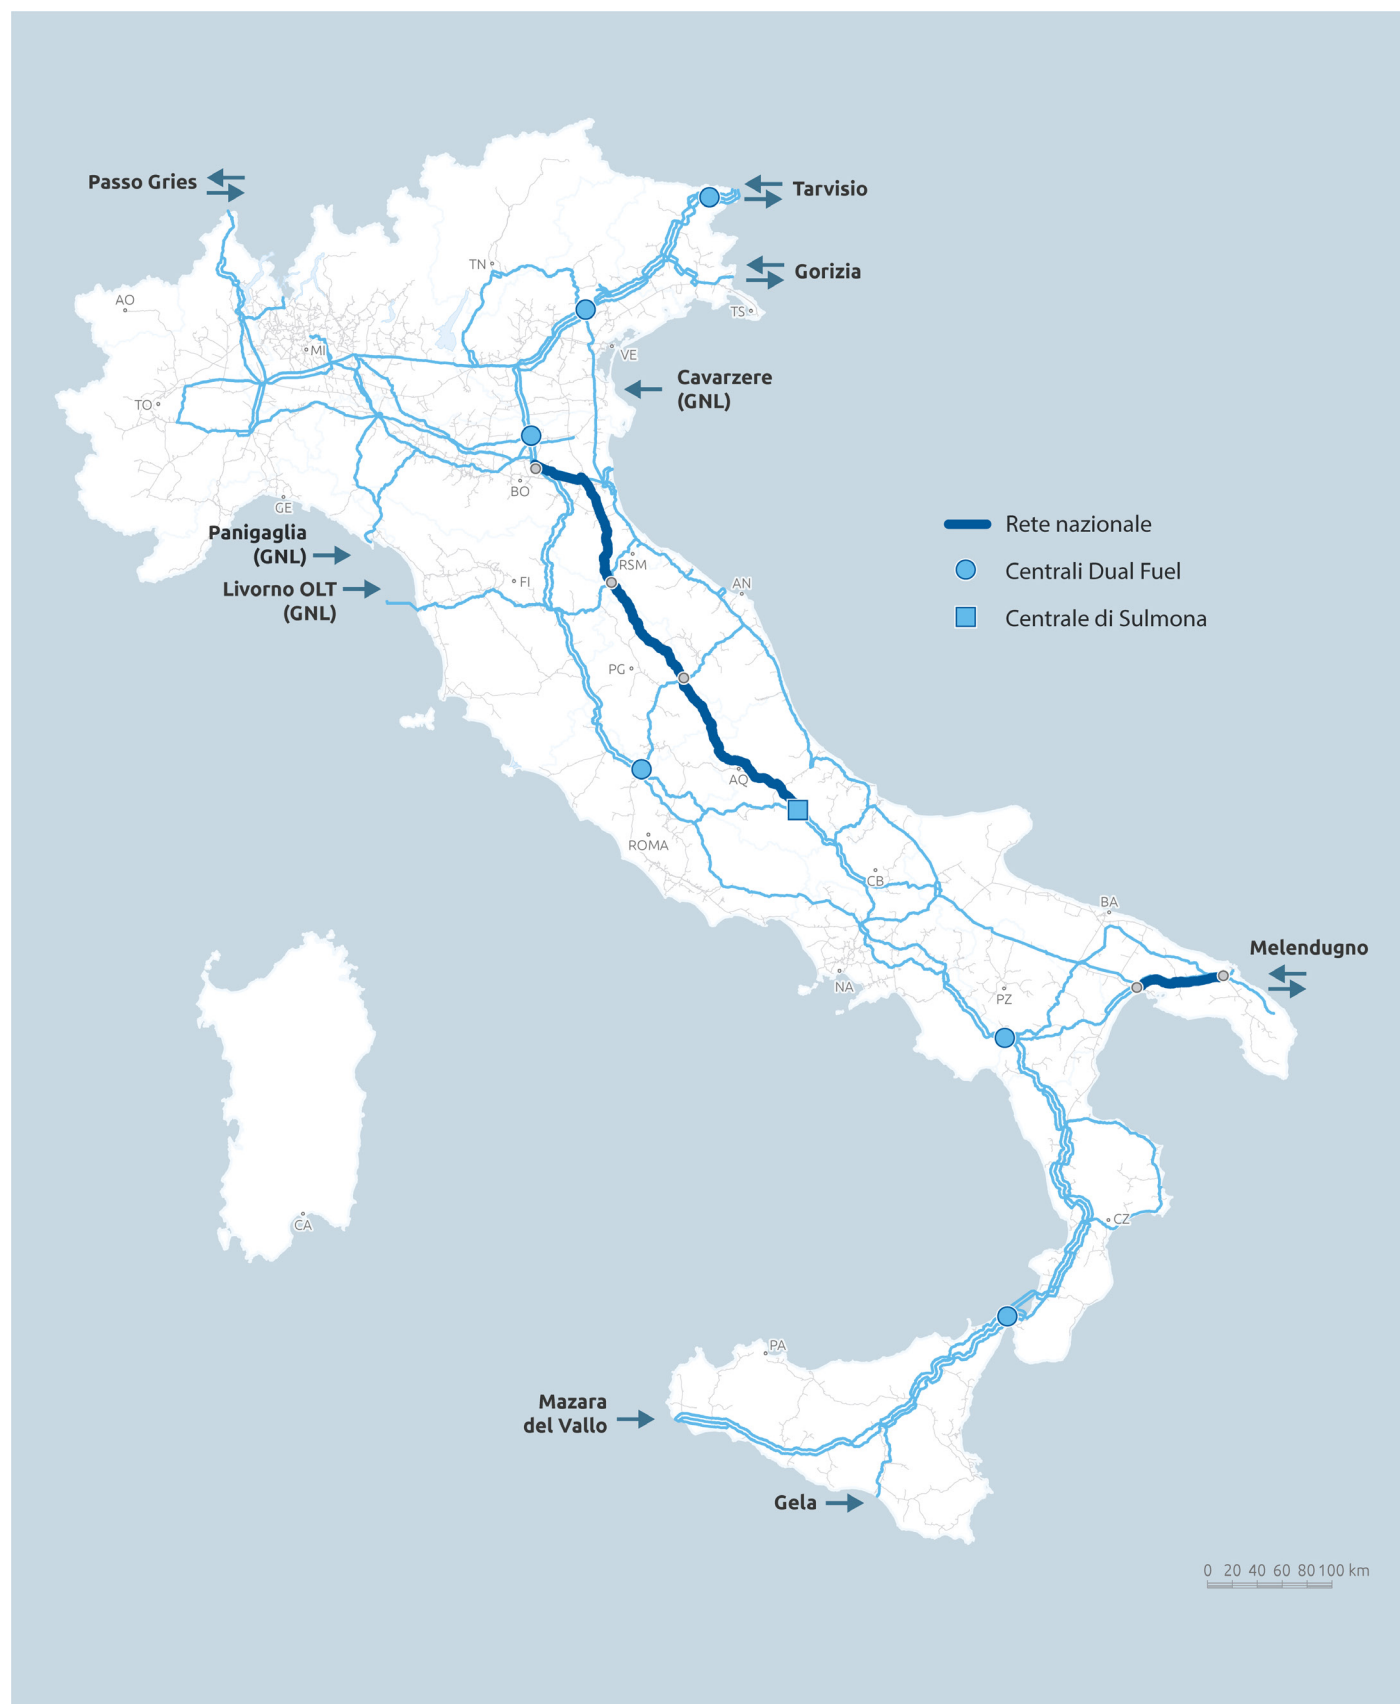 Passo Gries
Tarvisio
Gorizia
TN
AO
TS
MI
VE
Cavarzere
(GNL)
TO
BO
GE
Panigaglia
(GNL)
Rete nazionale
RSM
Centrali Dual Fuel
FI
AN
Livorno OLT
(GNL)
Centrale di Sulmona
PG
AQ
ROMA
CB
BA
Melendugno
NA
PZ
CA
CZ
PA
Mazara
del Vallo
Gela
0 20 40 60 80 100 km